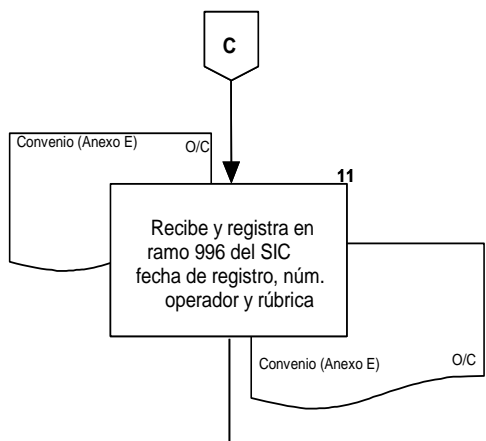 C
Convenio (Anexo E)
O/C
11
Recibe y registra en
ramo 996 del SIC
fecha de registro, núm.
operador y rúbrica
Convenio (Anexo E)
O/C